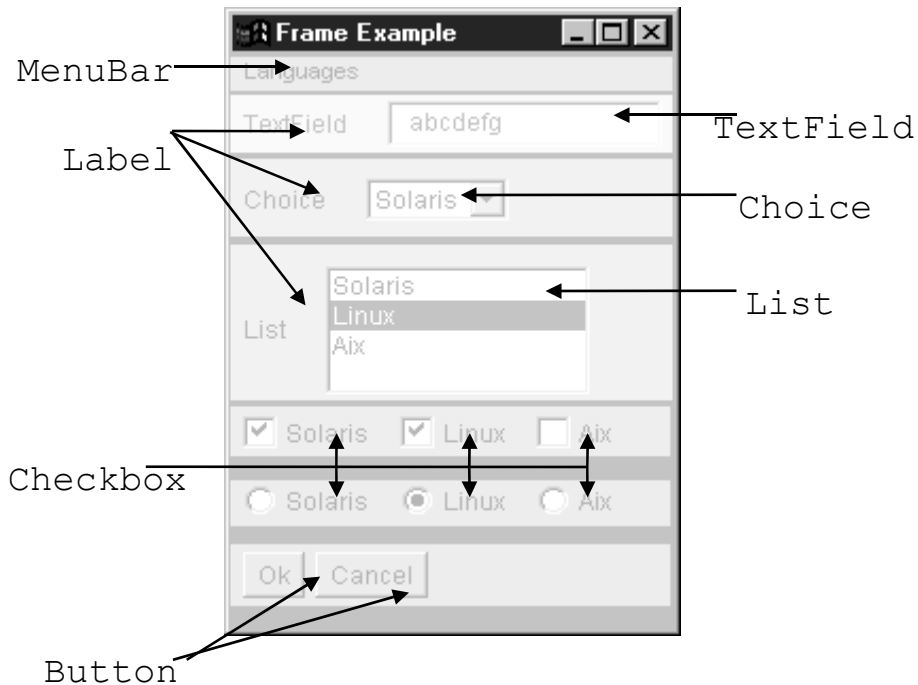 Frame Example
MenuBar
Languages
TextField abcdefg
TextField
Label
Choice Solaris
Choice
Solaris
List
List
Linux
Aix
Solaris Linux Aix
Checkbox
Solaris Linux Aix
Ok Cancel
Button